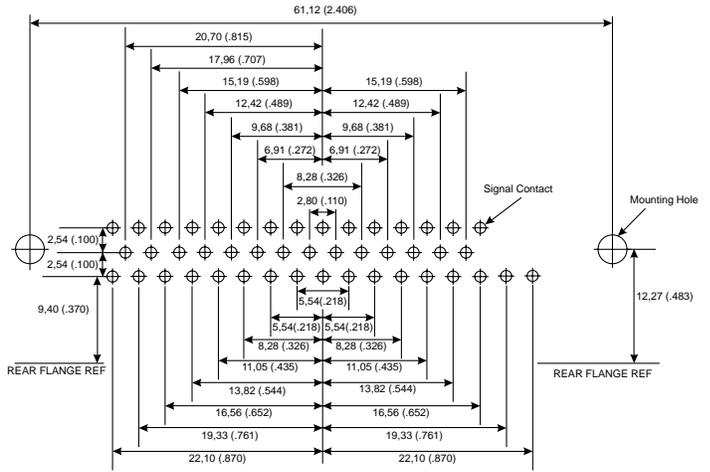 61,12 (2.406)
20,70 (.815)
17,96 (.707)
15,19 (.598) 15,19 (.598)
12,42 (.489) 12,42 (.489)
9,68 (.381) 9,68 (.381)
6,91 (.272) 6,91 (.272)
8,28 (.326)
2,80 (.110)
Signal Contact
Mounting Hole
2,54 (.100)
2,54 (.100)
9,40 (.370)
12,27 (.483)
5,54(.218)
5,54(.218) 5,54(.218)
8,28 (.326) 8,28 (.326)
11,05 (.435) 11,05 (.435)
REAR FLANGE REF REAR FLANGE REF
13,82 (.544) 13,82 (.544)
16,56 (.652) 16,56 (.652)
19,33 (.761) 19,33 (.761)
22,10 (.870) 22,10 (.870)